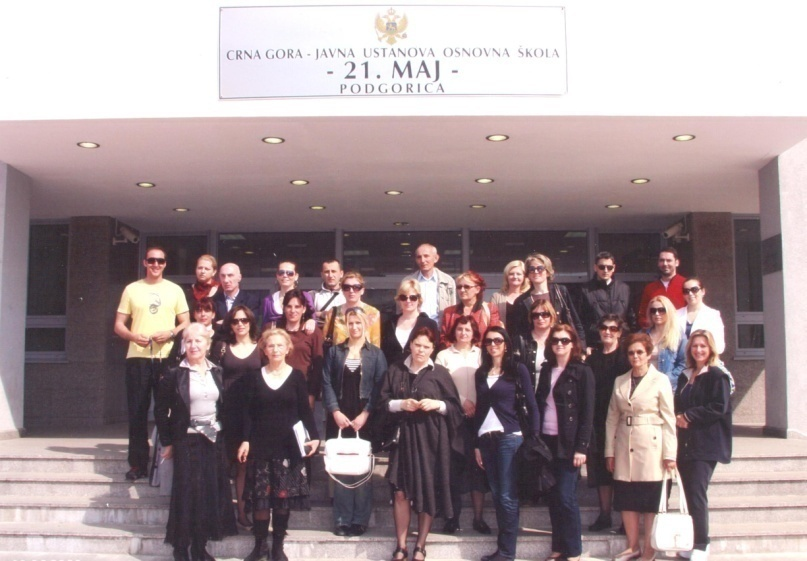 CRNA GORA - JAVNA USTANOVA OSNOVNA ŠKOLA
- 21. MAJ -
PODGORICA